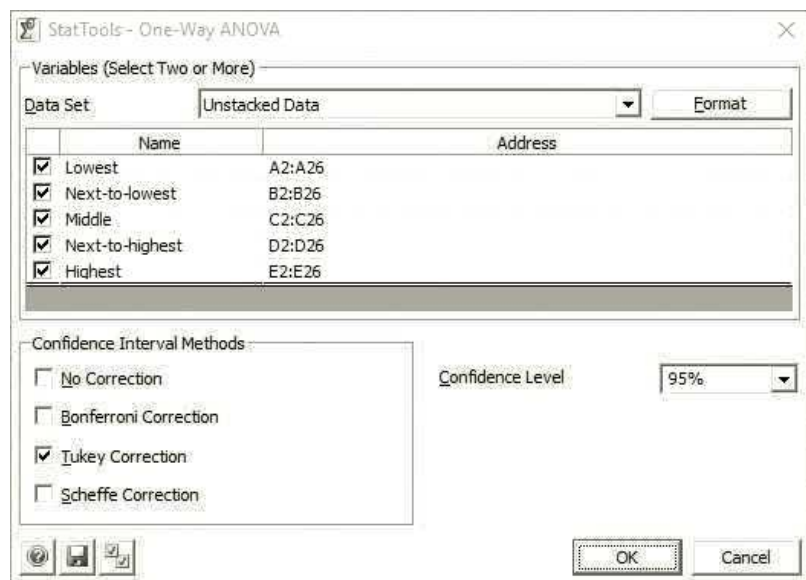 StatTools - One-Way ANOVA
Variables (Select Two or More)
Data Set Unstacked Data Format
Name Address
Lowest A2:A26
Next-to-lowest B2:B26
Middle C2:C26
Next-to-highest D2:D26
Highest E2:E26
Confidence Interval Methods
No Correction
Confidence Level 95%
Bonferroni Correction
Tukey Correction
Scheffe Correction
OK Cancel